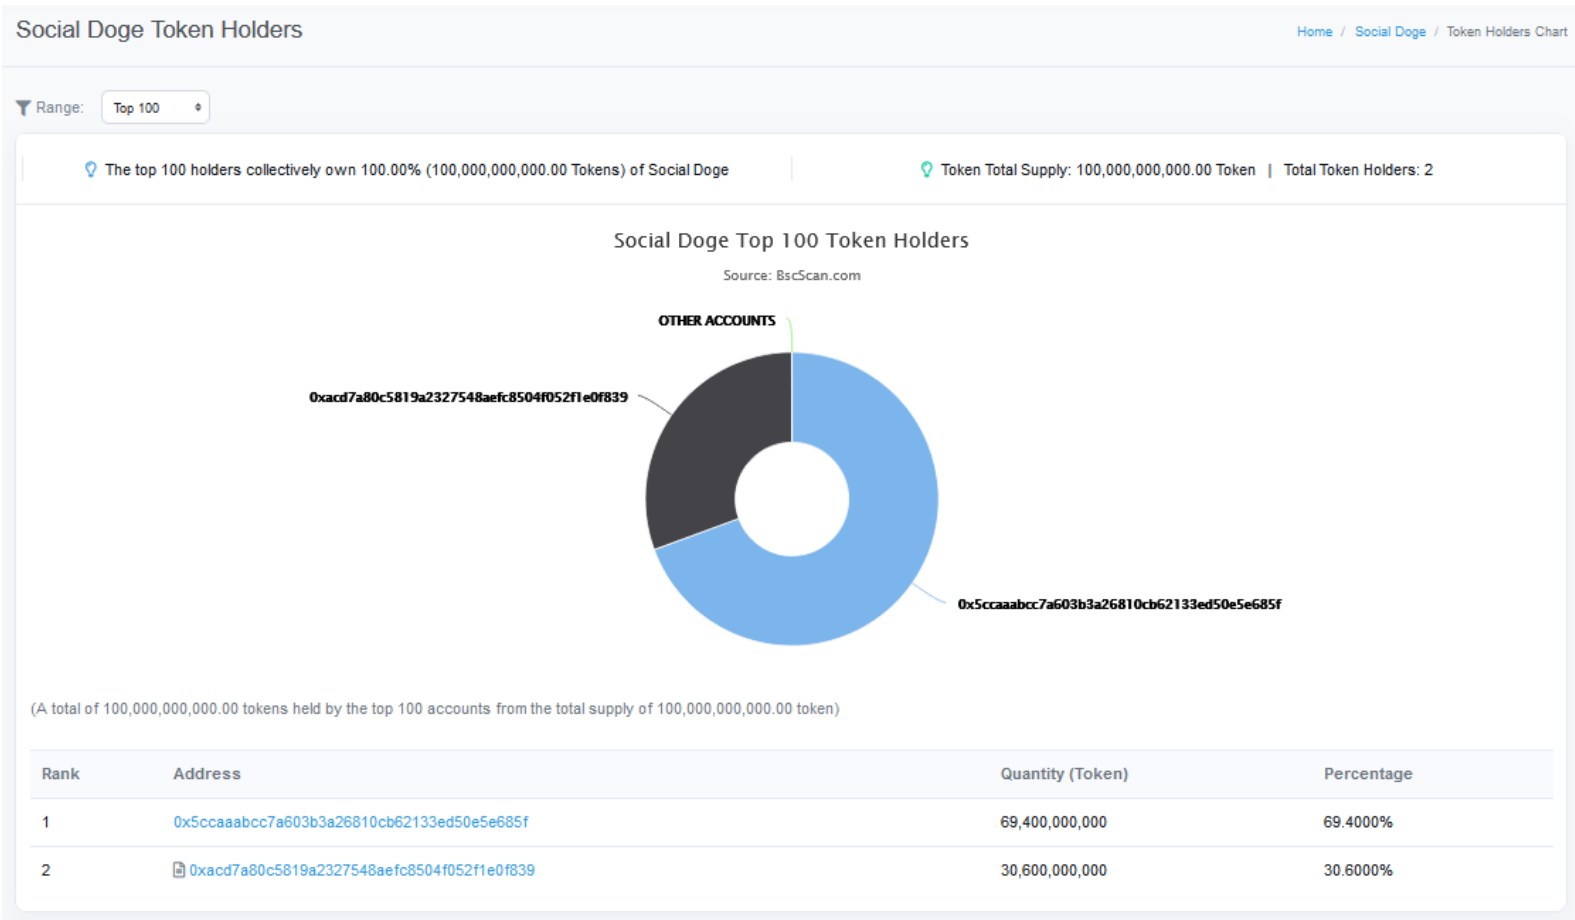 Social Doge Token Holders
Home / Social Doge / Token Holders Chart
Range: Top 100
The top 100 holders collectively own 100.00% (100,000,000,000.00 Tokens) of Social Doge
Token Total Supply: 100,000,000,000.00 Token | Total Token Holders: 2
Social Doge Top 100 Token Holders
Source: BscScan.com
OTHER ACCOUNTS
0xacd7a80c5819a2327548aefc8504f052f1e0f839
0x5ccaaabcc7a603b3a26810cb62133ed50e5e685f
(A total of 100,000,000,000.00 tokens held by the top 100 accounts from the total supply of 100,000,000,000.00 token)
Rank Address Quantity (Token) Percentage
1 0x5ccaaabcc7a603b3a26810cb62133ed50e5e685f 69,400,000,000 69.4000%
2 0xacd7a80c5819a2327548aefc8504f052f1e0f839 30,600,000,000 30.6000%